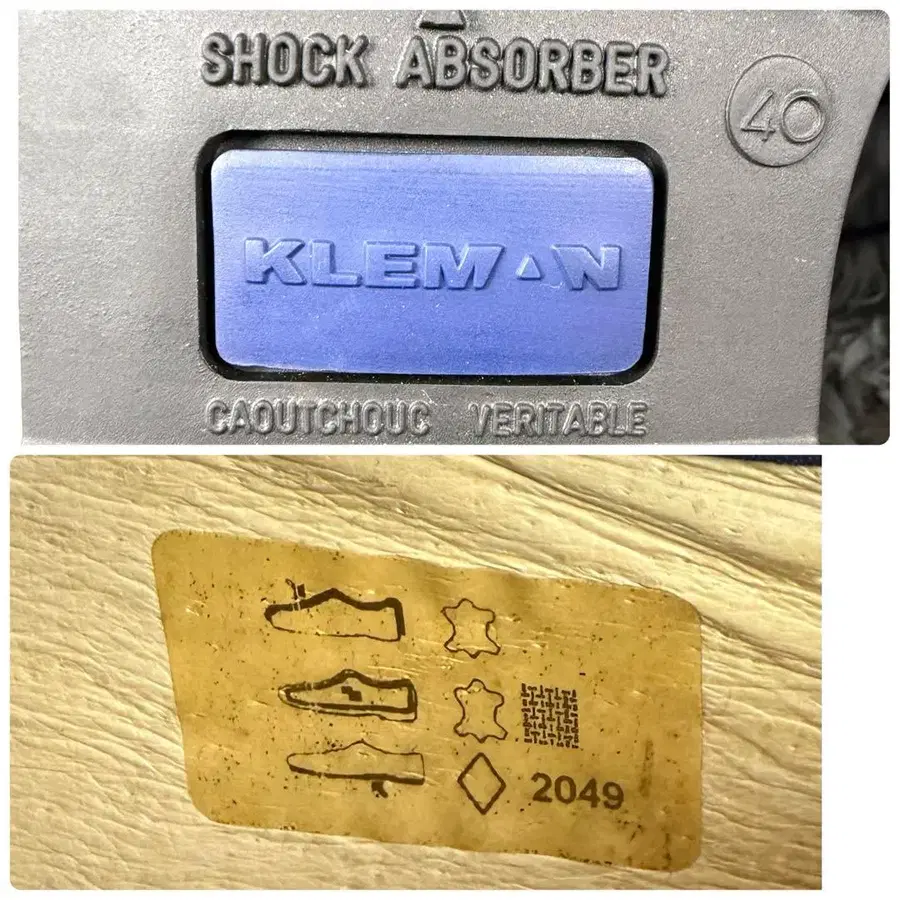 SHOCK ABSORBER
40
KLEMAN
CAOUTCHOUC VERITABLE
2049